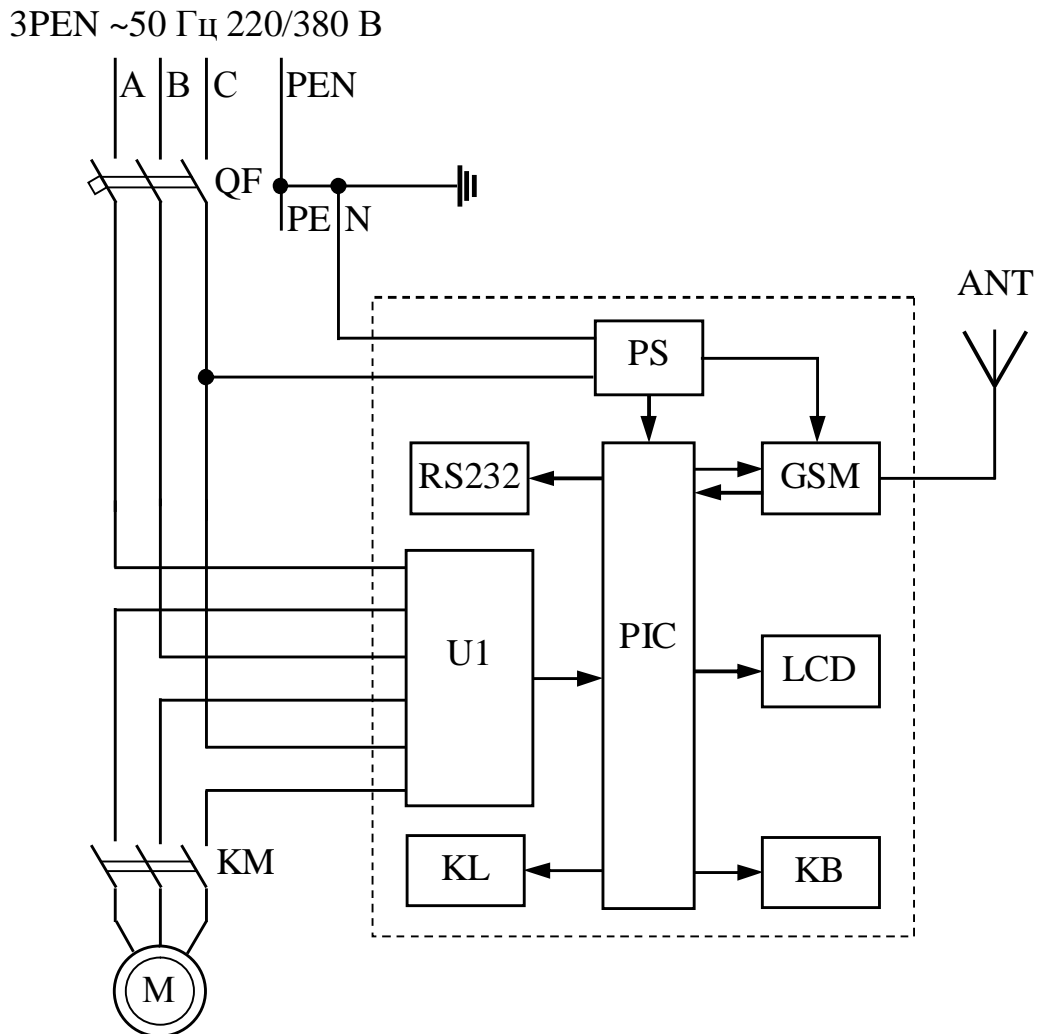 3PEN ~50 Гц 220/380 В
A B C PEN
QF
PE N
ANT
PS
RS232 GSM
U1 PIC LCD
KM KL KB
M